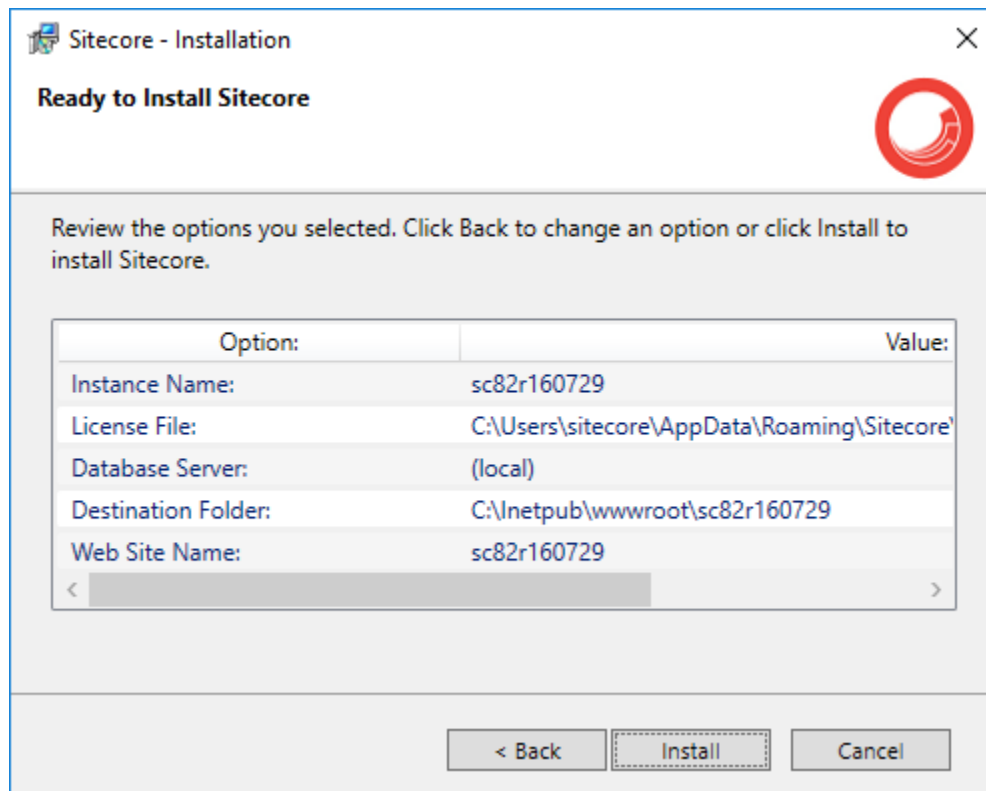 Sitecore - Installation
Ready to Install Sitecore
Review the options you selected. Click Back to change an option or click Install to
install Sitecore.
Option: Value:
Instance Name: sc82r160729
License File: C:\Users\sitecore\AppData\Roaming\Sitecore\
Database Server: (local)
Destination Folder: C:\Inetpub\wwwroot\sc82r160729
Web Site Name: sc82r160729
< Back Install Cancel